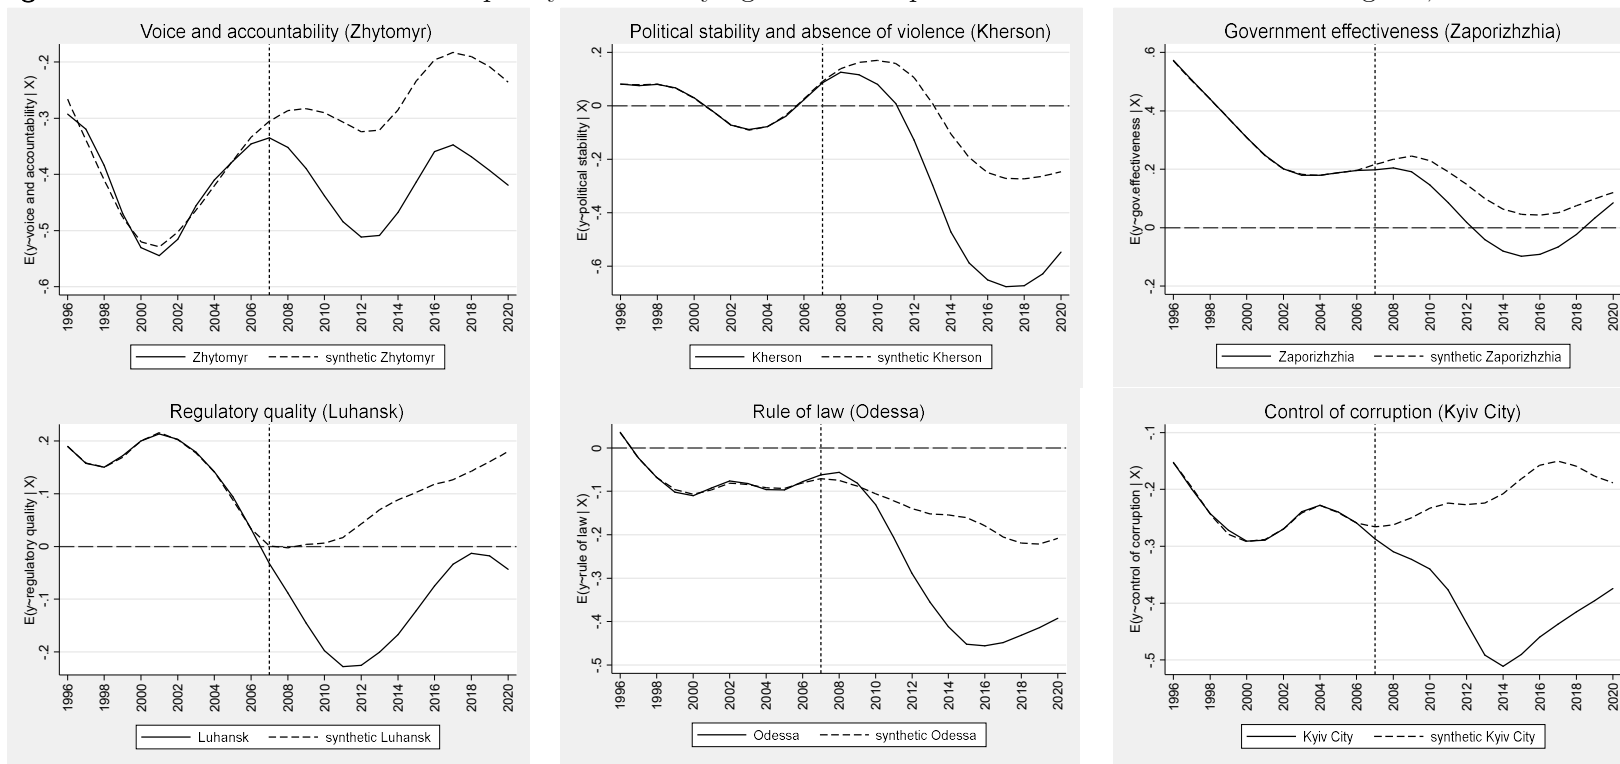 Voice and accountability (Zhytomyr)
E(y~voice and accountability | X)
-.2
-.3
-.4
-.5
-.6
1996 1998 2000 2002 2004 2006 2008 2010 2012 2014 2016 2018 2020
Zhytomyr synthetic Zhytomyr
Political stability and absence of violence (Kherson)
E(y~political stability | X)
.2
0
-.2
-.4
-.6
1996 1998 2000 2002 2004 2006 2008 2010 2012 2014 2016 2018 2020
Kherson synthetic Kherson
Government effectiveness (Zaporizhzhia)
E(y~gov.effectiveness | X)
.6
.4
.2
0
-.2
1996 1998 2000 2002 2004 2006 2008 2010 2012 2014 2016 2018 2020
Zaporizhzhia synthetic Zaporizhzhia
Regulatory quality (Luhansk)
E(y~regulatory quality | X)
.2
.1
0
-.1
-.2
1996 1998 2000 2002 2004 2006 2008 2010 2012 2014 2016 2018 2020
Luhansk synthetic Luhansk
Rule of law (Odessa)
E(y~rule of law | X)
0
-.1
-.2
-.3
-.4
-.5
1996 1998 2000 2002 2004 2006 2008 2010 2012 2014 2016 2018 2020
Odessa synthetic Odessa
Control of corruption (Kyiv City)
E(y~control of corruption | X)
-.1
-.2
-.3
-.4
-.5
1996 1998 2000 2002 2004 2006 2008 2010 2012 2014 2016 2018 2020
Kyiv City synthetic Kyiv City